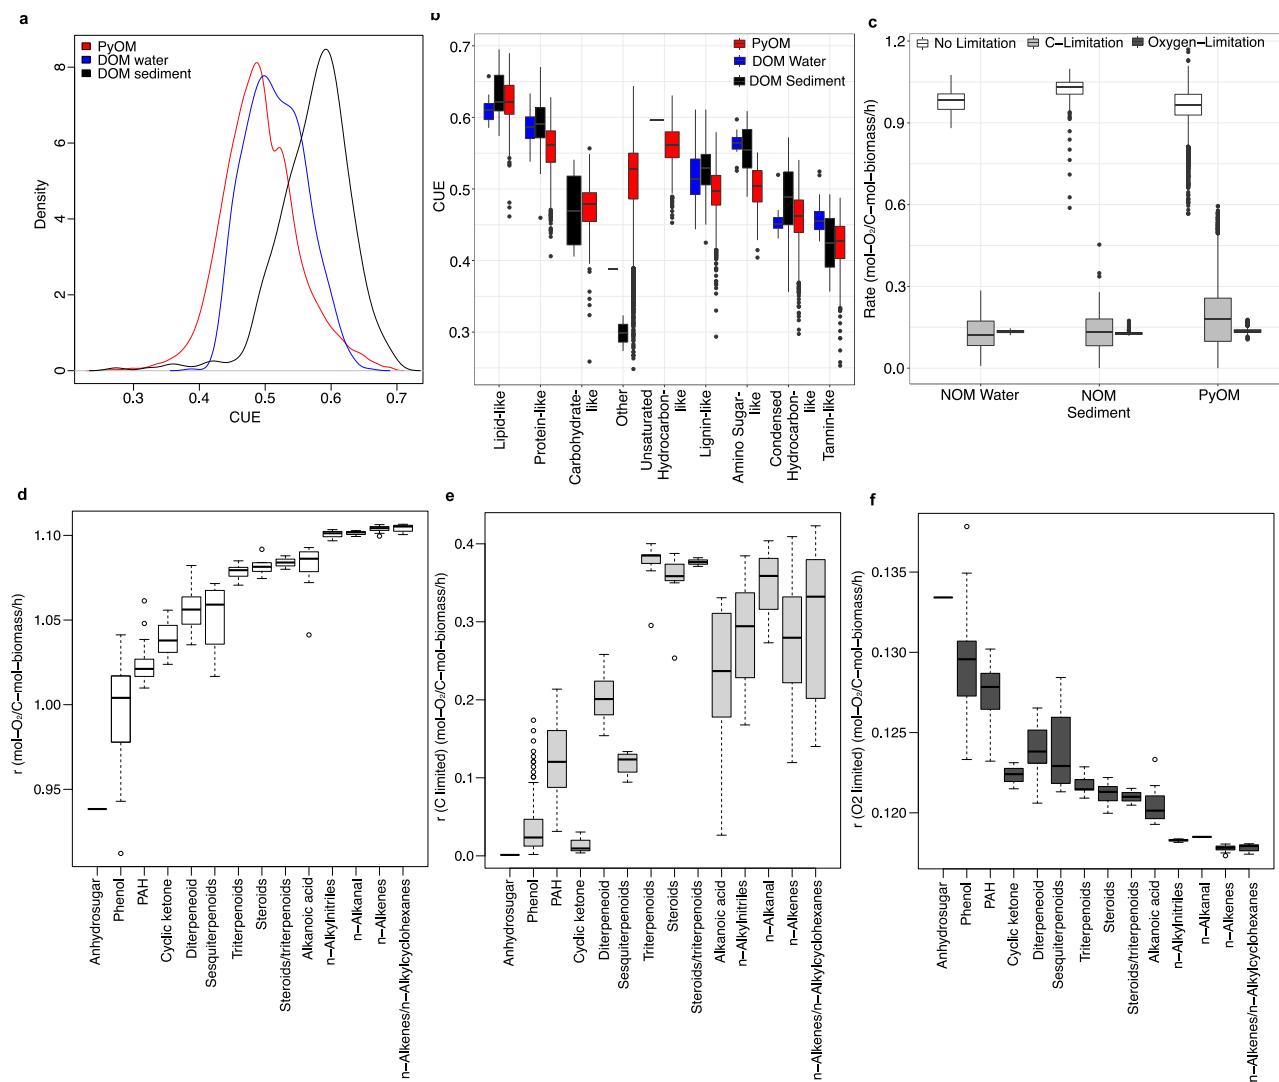 a
PyOM
DOM water
DOM sediment
Density
0
2
4
6
8
0.3
0.4
0.5
0.6
0.7
CUE
b
PyOM
DOM Water
DOM Sediment
CUE
0.7
0.6
0.5
0.4
0.3
Lipid−like
Protein−like
Carbohydrate−
like
Other
Unsaturated
Hydrocarbon−
like
Lignin−like
Amino Sugar−
like
Condensed
Hydrocarbon−
like
Tannin−like
c
No Limitation
C−Limitation
Oxygen−Limitation
Rate (mol−O₂/C−mol−biomass/h)
1.2
0.9
0.6
0.3
0.0
NOM Water
NOM
Sediment
PyOM
d
r (mol−O₂/C−mol−biomass/h)
1.10
1.05
1.00
0.95
Anhydrosugar
Phenol
PAH
Cyclic ketone
Diterpeneoid
Sesquiterpenoids
Triterpenoids
Steroids
Steroids/triterpenoids
Alkanoic acid
n−Alkylnitriles
n−Alkanal
n−Alkenes
n−Alkenes/n−Alkylcyclohexanes
e
r (C limited) (mol−O₂/C−mol−biomass/h)
0.4
0.3
0.2
0.1
0.0
Anhydrosugar
Phenol
PAH
Cyclic ketone
Diterpeneoid
Sesquiterpenoids
Triterpenoids
Steroids
Steroids/triterpenoids
Alkanoic acid
n−Alkylnitriles
n−Alkanal
n−Alkenes
n−Alkenes/n−Alkylcyclohexanes
f
r (O2 limited) (mol−O₂/C−mol−biomass/h)
0.135
0.130
0.125
0.120
Anhydrosugar
Phenol
PAH
Cyclic ketone
Diterpeneoid
Sesquiterpenoids
Triterpenoids
Steroids
Steroids/triterpenoids
Alkanoic acid
n−Alkylnitriles
n−Alkanal
n−Alkenes
n−Alkenes/n−Alkylcyclohexanes